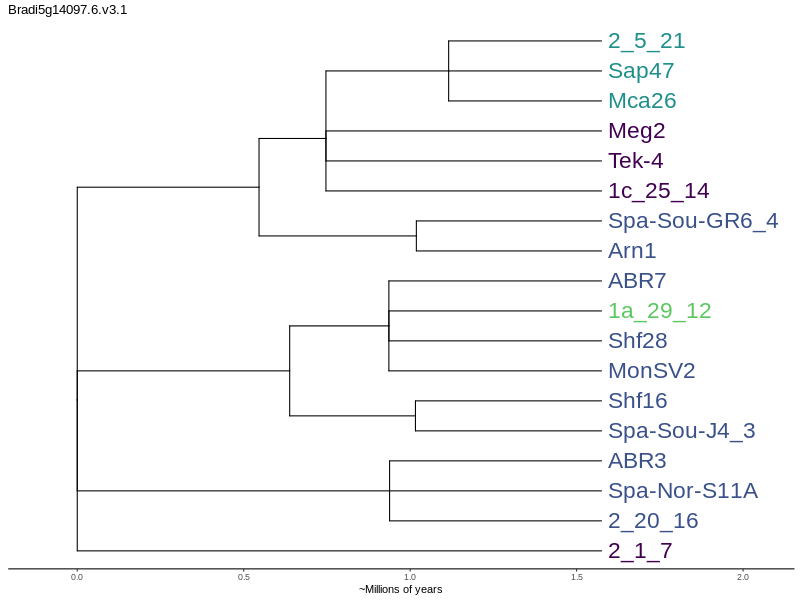 Bradi5g14097.6.v3.1
2_5_21
Sap47
Mca26
Meg2
Tek-4
1c_25_14
Spa-Sou-GR6_4
Arn1
ABR7
1a_29_12
Shf28
MonSV2
Shf16
Spa-Sou-J4_3
ABR3
Spa-Nor-S11A
2_20_16
2_1_7
0.0 0.5 1.0 1.5 2.0
~Millions of years